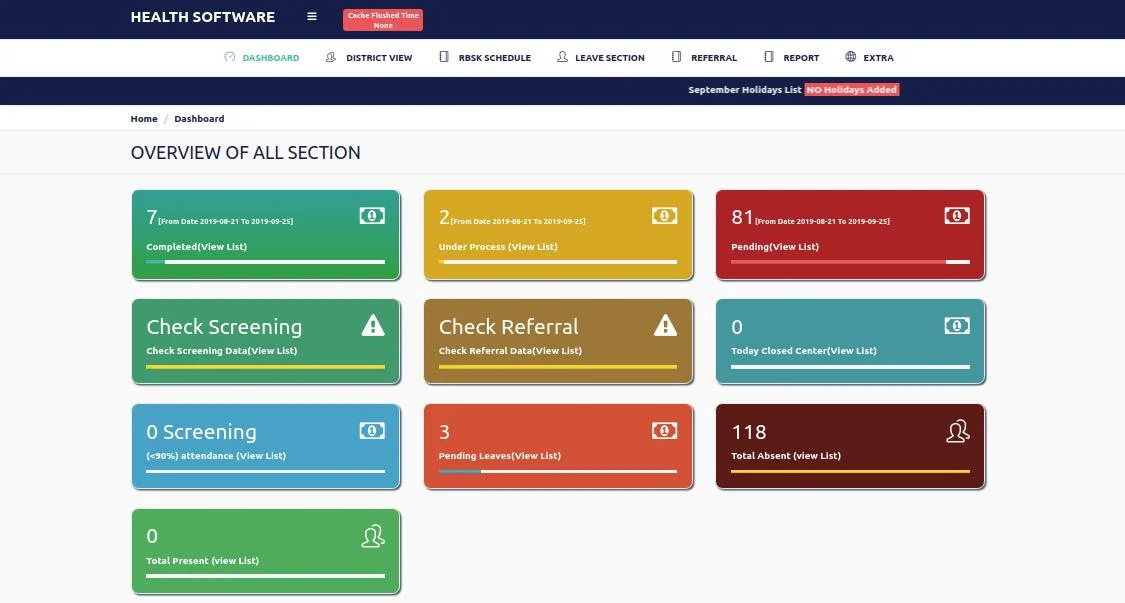 HEALTH SOFTWARE
Cache Flushed Time
None
DASHBOARD DISTRICT VIEW RBSK SCHEDULE LEAVE SECTION REFERRAL REPORT EXTRA
September Holidays List NO Holidays Added
Home / Dashboard
OVERVIEW OF ALL SECTION
7[From Date 2019-08-21 To 2019-09-25]
Completed(View List)
2[From Date 2019-08-21 To 2019-09-25]
Under Process (View List)
81[From Date 2019-08-21 To 2019-09-25]
Pending(View List)
Check Screening
Check Screening Data(View List)
Check Referral
Check Referral Data(View List)
0
Today Closed Center(View List)
0 Screening
(<90%) attendance (View List)
3
Pending Leaves(View List)
118
Total Absent (view List)
0
Total Present (view List)